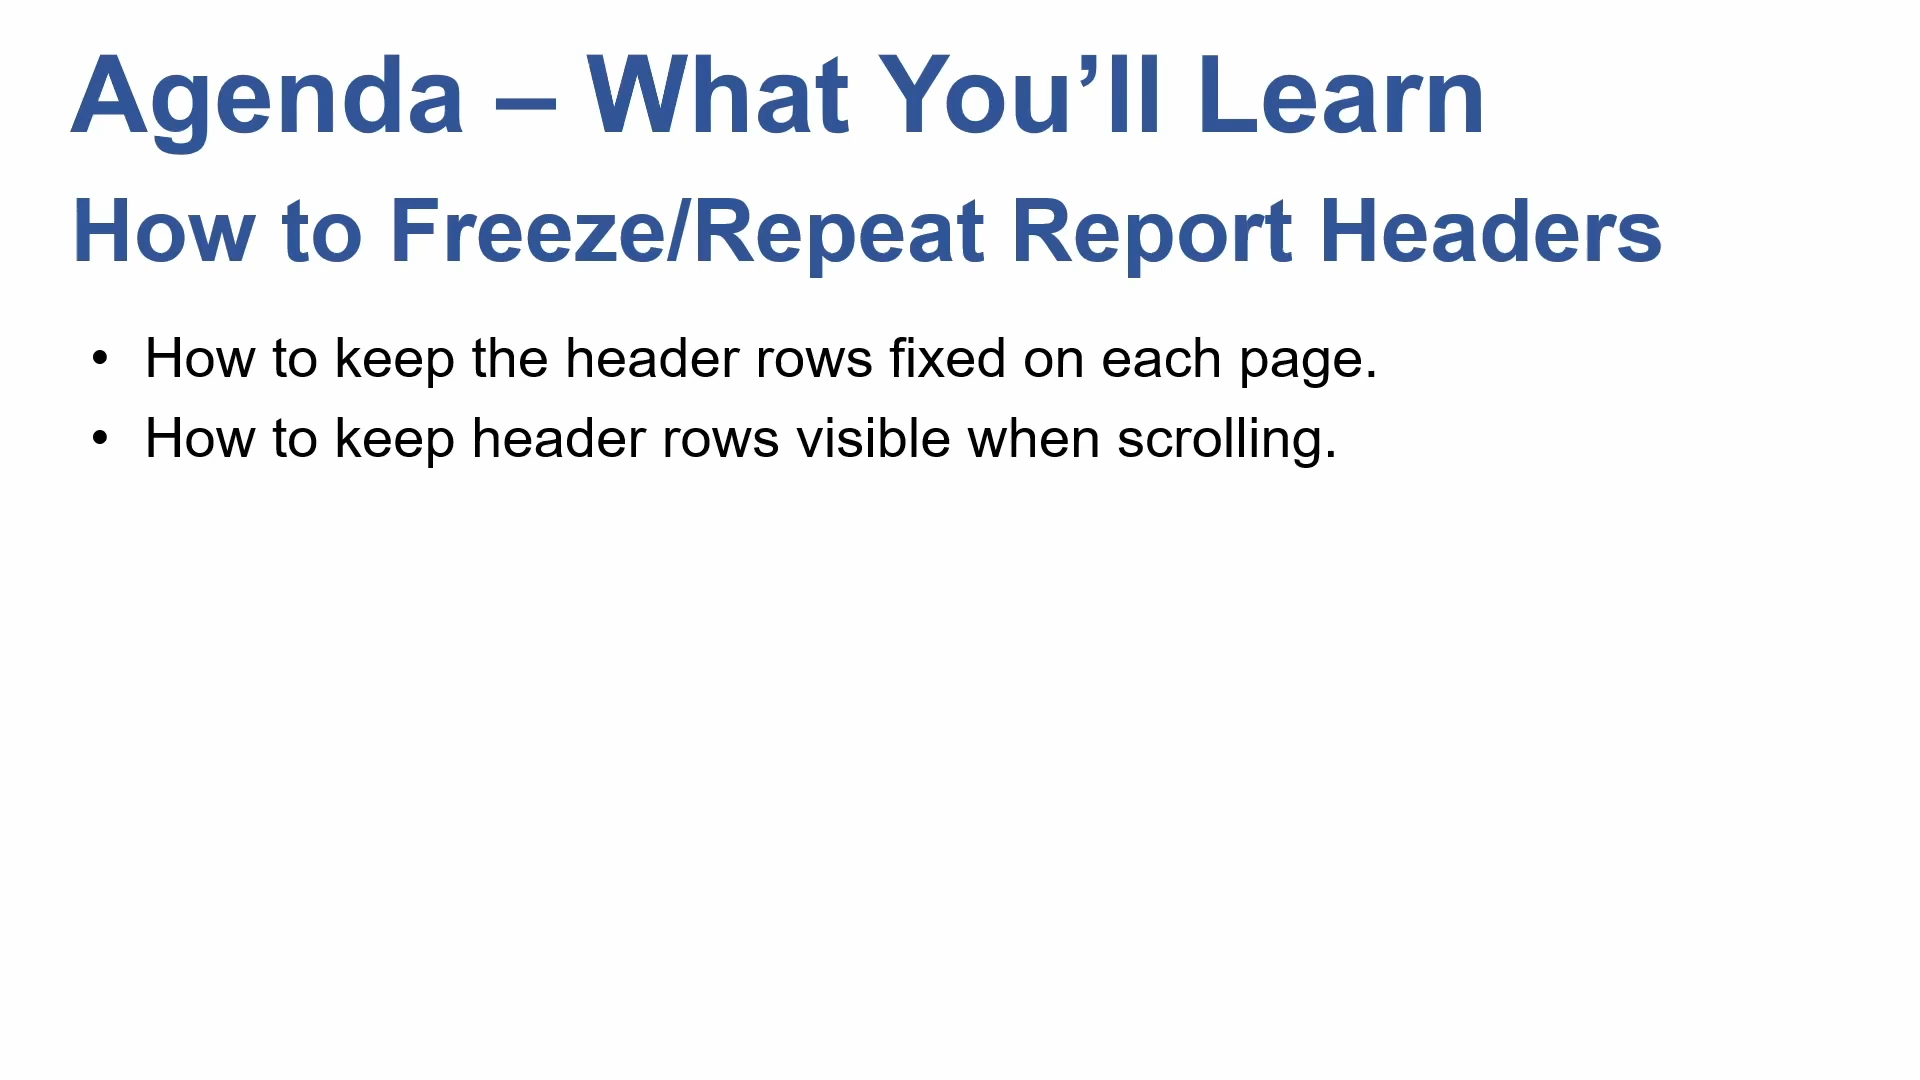 Agenda – What You’ll Learn
How to Freeze/Repeat Report Headers
• How to keep the header rows fixed on each page.
• How to keep header rows visible when scrolling.